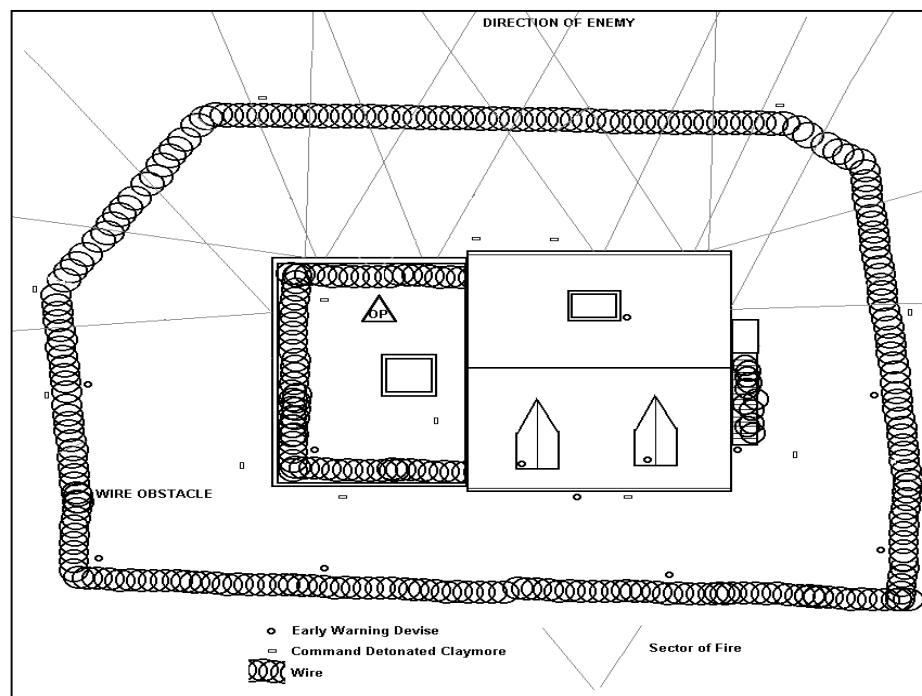 DIRECTION OF ENEMY
OP
WIRE OBSTACLE
Early Warning Devise
Command Detonated Claymore
Sector of Fire
Wire